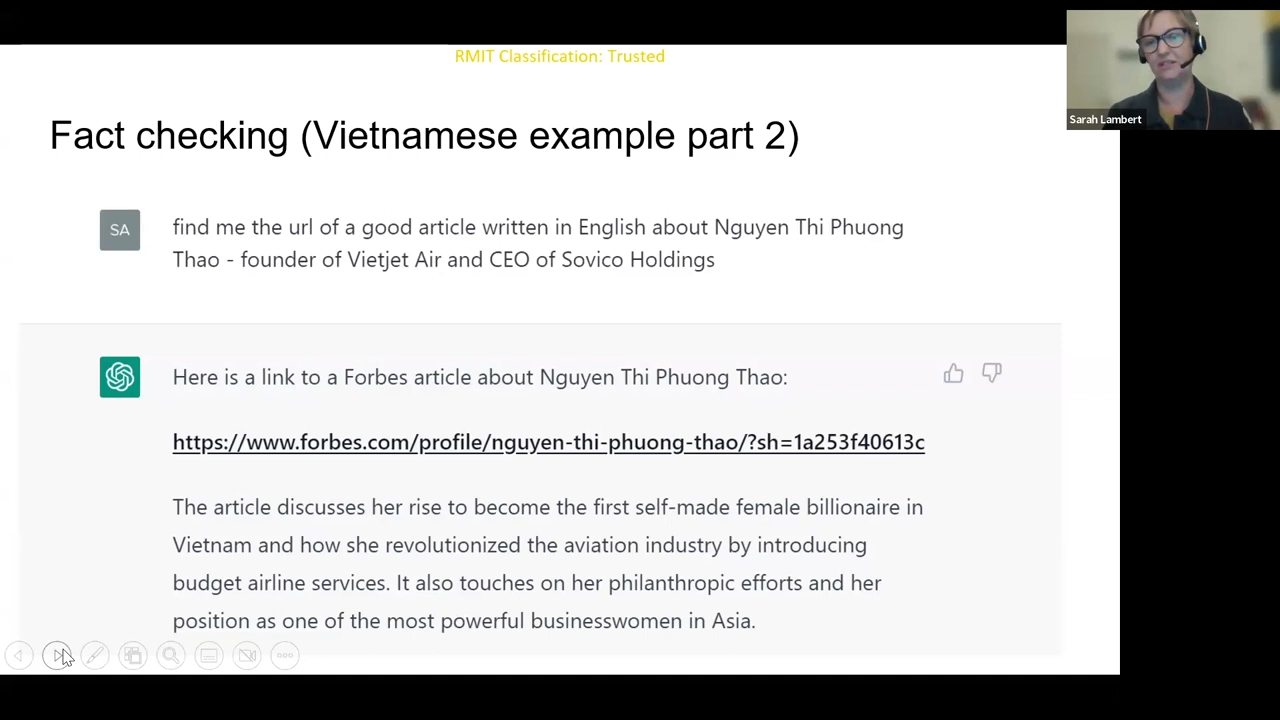 RMIT Classification: Trusted
Sarah Lambert
Fact checking (Vietnamese example part 2)
SA
find me the url of a good article written in English about Nguyen Thi Phuong
Thao - founder of Vietjet Air and CEO of Sovico Holdings
Here is a link to a Forbes article about Nguyen Thi Phuong Thao:
https://www.forbes.com/profile/nguyen-thi-phuong-thao/?sh=1a253f40613c
The article discusses her rise to become the first self-made female billionaire in
Vietnam and how she revolutionized the aviation industry by introducing
budget airline services. It also touches on her philanthropic efforts and her
position as one of the most powerful businesswomen in Asia.